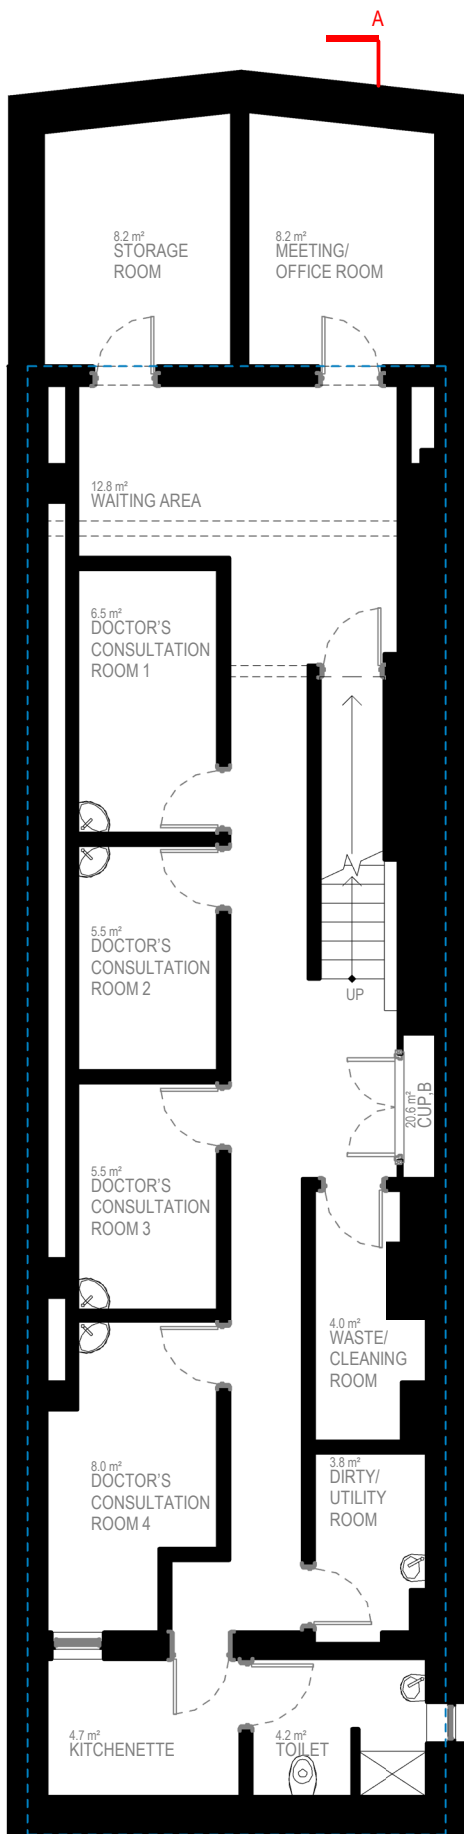 A
8.2 m²
STORAGE
ROOM
8.2 m²
MEETING/
OFFICE ROOM
12.8 m²
WAITING AREA
6.5 m²
DOCTOR'S
CONSULTATION
ROOM 1
5.5 m²
DOCTOR'S
CONSULTATION
ROOM 2
UP
20.6 m²
CUP,B
5.5 m²
DOCTOR'S
CONSULTATION
ROOM 3
4.0 m²
WASTE/
CLEANING
ROOM
8.0 m²
DOCTOR'S
CONSULTATION
ROOM 4
3.8 m²
DIRTY/
UTILITY
ROOM
4.7 m²
KITCHENETTE
4.2 m²
TOILET